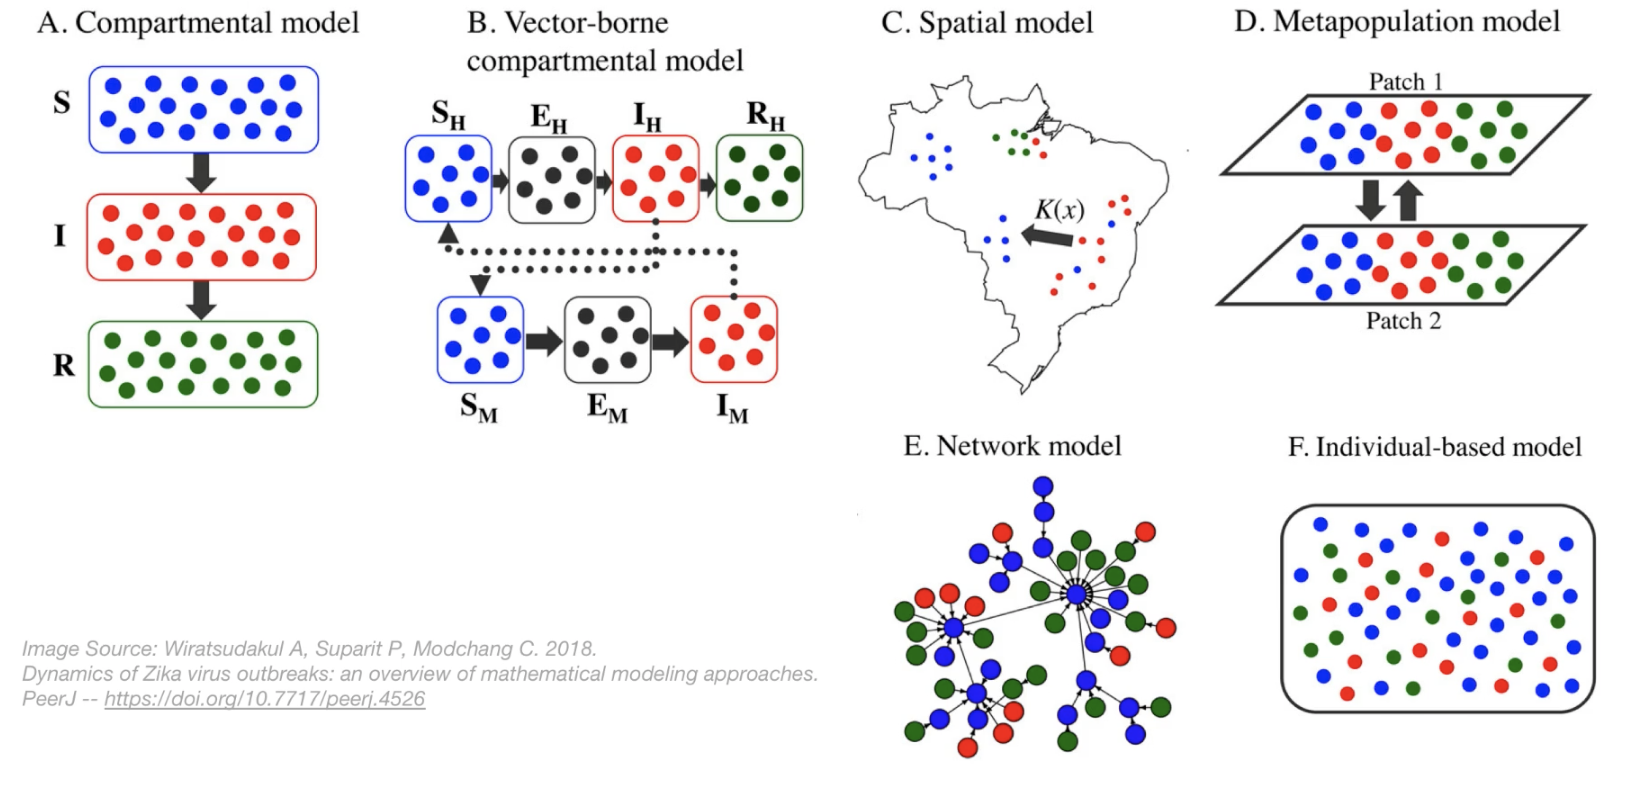 A. Compartmental model
S
I
R
B. Vector-borne
compartmental model
S_H
E_H
I_H
R_H
S_M
E_M
I_M
C. Spatial model
K(x)
D. Metapopulation model
Patch 1
Patch 2
E. Network model
F. Individual-based model
Image Source: Wiratsudakul A, Suparit P, Modchang C. 2018.
Dynamics of Zika virus outbreaks: an overview of mathematical modeling approaches.
PeerJ -- https://doi.org/10.7717/peerj.4526